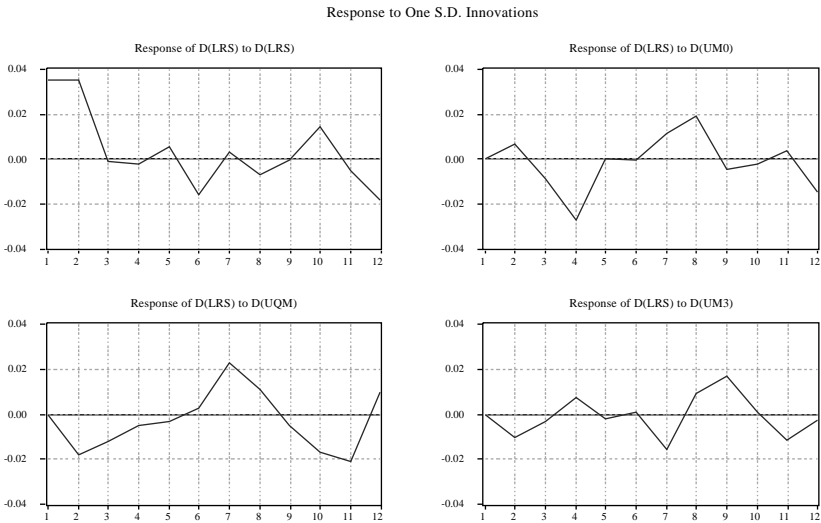 Response to One S.D. Innovations
Response of D(LRS) to D(LRS)
0.04
0.02
0.00
-0.02
-0.04
1 2 3 4 5 6 7 8 9 10 11 12
Response of D(LRS) to D(UM0)
0.04
0.02
0.00
-0.02
-0.04
1 2 3 4 5 6 7 8 9 10 11 12
Response of D(LRS) to D(UQM)
0.04
0.02
0.00
-0.02
-0.04
1 2 3 4 5 6 7 8 9 10 11 12
Response of D(LRS) to D(UM3)
0.04
0.02
0.00
-0.02
-0.04
1 2 3 4 5 6 7 8 9 10 11 12